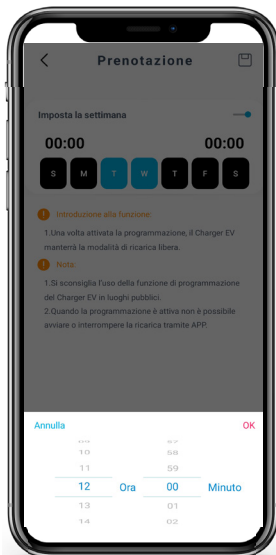 Prenotazione
Imposta la settimana
00:00 00:00
S M T W T F S
! Introduzione alla funzione:
1.Una volta attivata la programmazione, il Charger EV
manterrà la modalità di ricarica libera.
! Nota:
1.Si sconsiglia l'uso della funzione di programmazione
del Charger EV in luoghi pubblici.
2.Quando la programmazione è attiva non è possibile
avviare o interrompere la ricarica tramite APP.
Annulla OK
10 58
11 59
12 Ora 00 Minuto
13 01
14 02